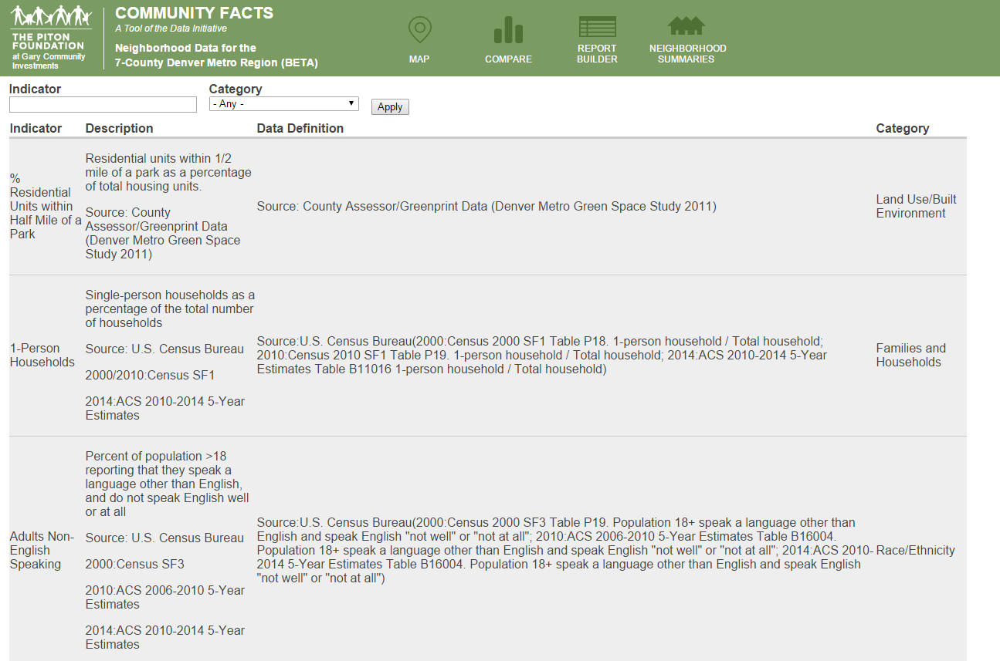 THE PITON
FOUNDATION
at Gary Community
Investments
COMMUNITY FACTS
A Tool of the Data Initiative
Neighborhood Data for the
7-County Denver Metro Region (BETA)
MAP
COMPARE
REPORT
BUILDER
NEIGHBORHOOD
SUMMARIES
Indicator
Category
- Any -
Apply
Indicator Description Data Definition Category
%
Residential
Units within
Half Mile of a
Park
Residential units within 1/2
mile of a park as a percentage
of total housing units.
Source: County
Assessor/Greenprint Data
(Denver Metro Green Space
Study 2011)
Source: County Assessor/Greenprint Data (Denver Metro Green Space Study 2011)
Land Use/Built
Environment
1-Person
Households
Single-person households as a
percentage of the total number
of households
Source: U.S. Census Bureau
2000/2010:Census SF1
2014:ACS 2010-2014 5-Year
Estimates
Source:U.S. Census Bureau(2000:Census 2000 SF1 Table P18. 1-person household / Total household;
2010:Census 2010 SF1 Table P19. 1-person household / Total household; 2014:ACS 2010-2014 5-Year
Estimates Table B11016 1-person household / Total household)
Families and
Households
Adults Non-
English
Speaking
Percent of population >18
reporting that they speak a
language other than English,
and do not speak English well
or at all
Source: U.S. Census Bureau
2000:Census SF3
2010:ACS 2006-2010 5-Year
Estimates
2014:ACS 2010-2014 5-Year
Estimates
Source:U.S. Census Bureau(2000:Census 2000 SF3 Table P19. Population 18+ speak a language other than
English and speak English "not well" or "not at all"; 2010:ACS 2006-2010 5-Year Estimates Table B16004.
Population 18+ speak a language other than English and speak English "not well" or "not at all"; 2014:ACS 2010-
2014 5-Year Estimates Table B16004. Population 18+ speak a language other than English and speak English
"not well" or "not at all")
Race/Ethnicity